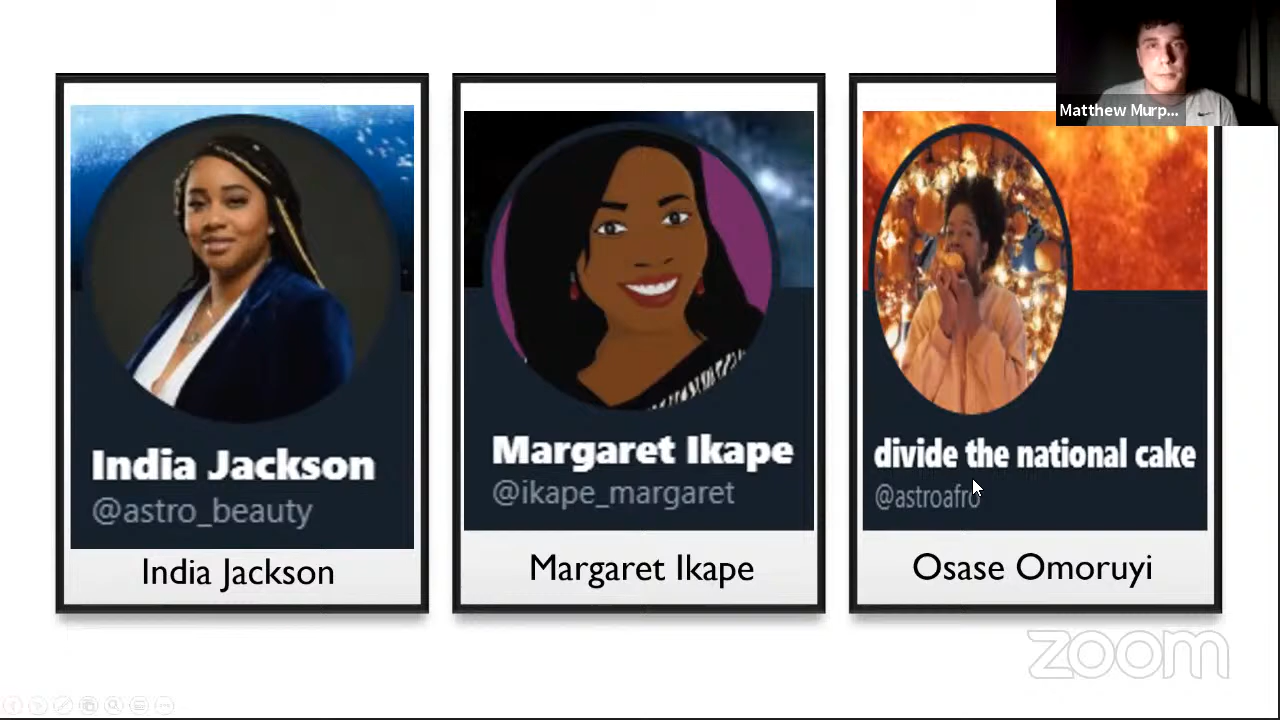 Matthew Murp...
India Jackson
@astro_beauty
India Jackson
Margaret Ikape
@ikape_margaret
Margaret Ikape
divide the national cake
@astroafro
Osase Omoruyi
zoom